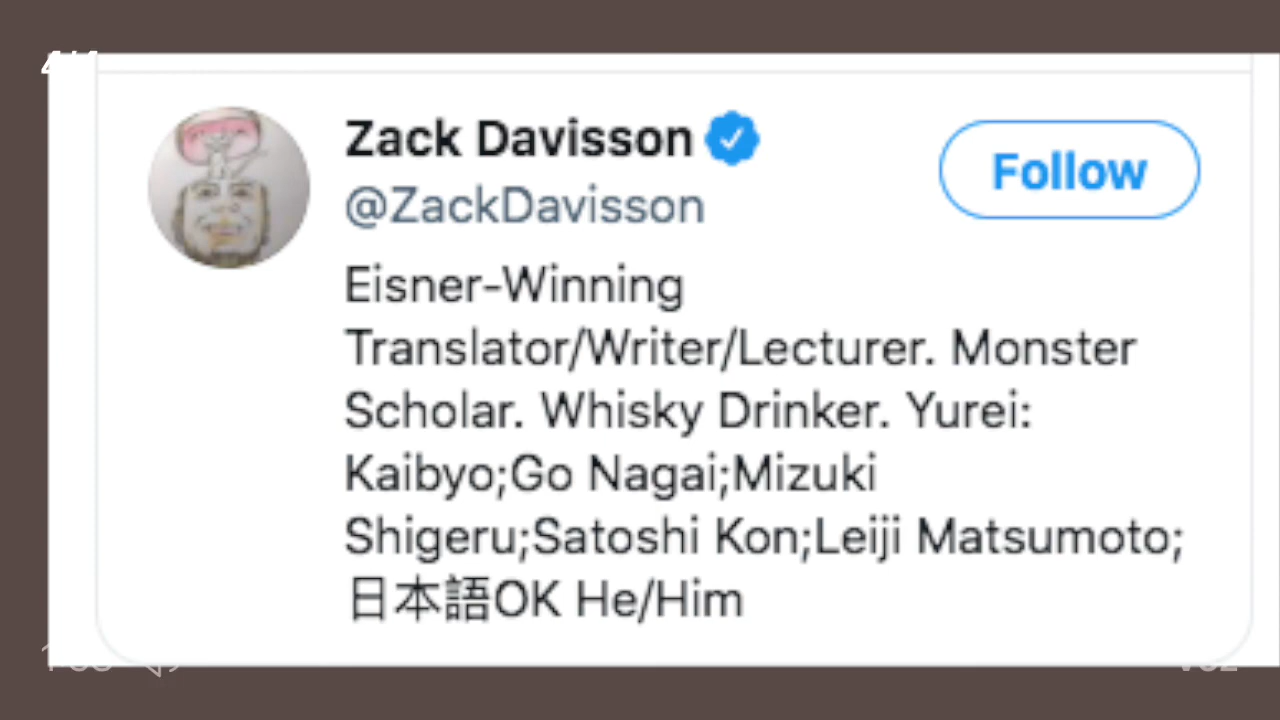 Zack Davisson
@ZackDavisson
Follow
Eisner-Winning
Translator/Writer/Lecturer. Monster
Scholar. Whisky Drinker. Yurei:
Kaibyo;Go Nagai;Mizuki
Shigeru;Satoshi Kon;Leiji Matsumoto;
日本語OK He/Him